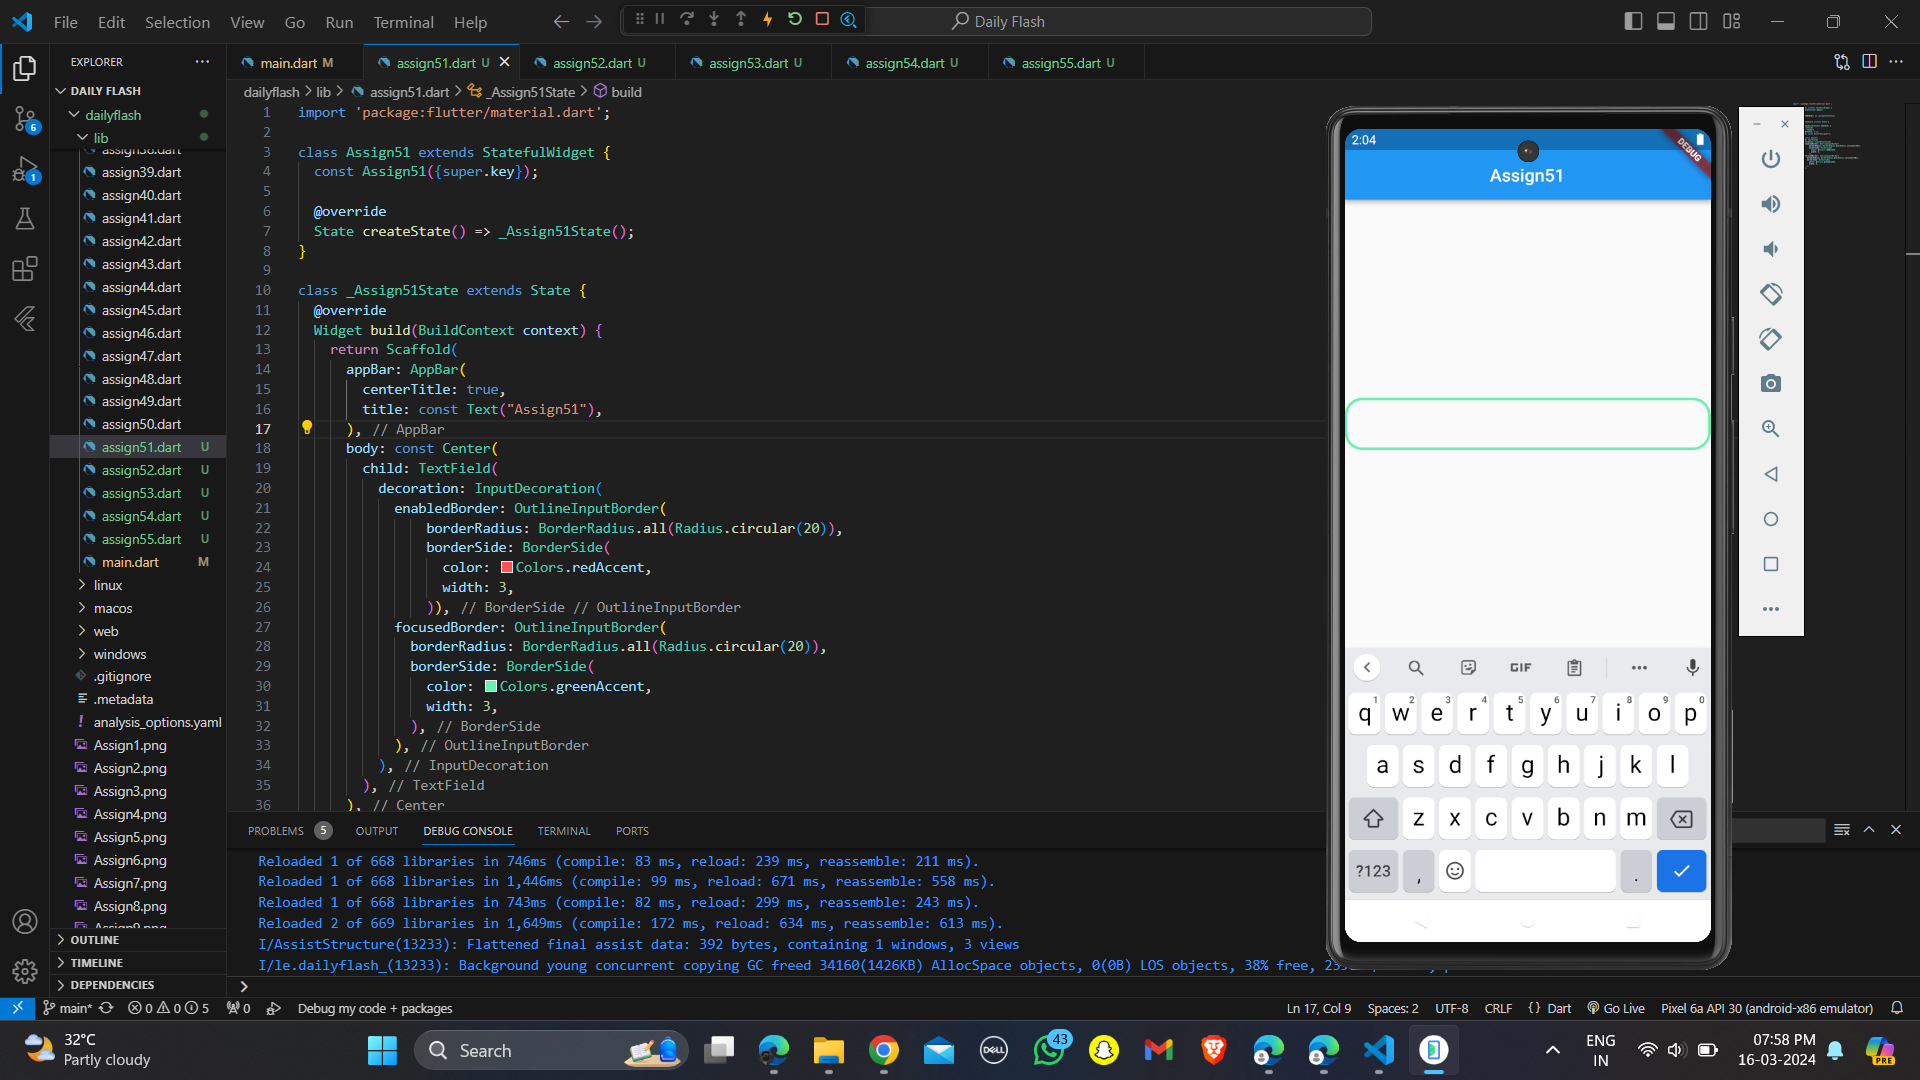 File Edit Selection View Go Run Terminal Help
Daily Flash
EXPLORER
DAILY FLASH
dailyflash
lib
assign38.dart
assign39.dart
assign40.dart
assign41.dart
assign42.dart
assign43.dart
assign44.dart
assign45.dart
assign46.dart
assign47.dart
assign48.dart
assign49.dart
assign50.dart
assign51.dart U
assign52.dart U
assign53.dart U
assign54.dart U
assign55.dart U
main.dart M
linux
macos
web
windows
.gitignore
.metadata
analysis_options.yaml
Assign1.png
Assign2.png
Assign3.png
Assign4.png
Assign5.png
Assign6.png
Assign7.png
Assign8.png
Assign9.png
OUTLINE
TIMELINE
DEPENDENCIES
6
1
main.dart M assign51.dart U assign52.dart U assign53.dart U assign54.dart U assign55.dart U
dailyflash > lib > assign51.dart > _Assign51State > build
1 import 'package:flutter/material.dart';
2
3 class Assign51 extends StatefulWidget {
4 const Assign51({super.key});
5
6 @override
7 State createState() => _Assign51State();
8 }
9
10 class _Assign51State extends State {
11 @override
12 Widget build(BuildContext context) {
13 return Scaffold(
14 appBar: AppBar(
15 centerTitle: true,
16 title: const Text("Assign51"),
17 ), // AppBar
18 body: const Center(
19 child: TextField(
20 decoration: InputDecoration(
21 enabledBorder: OutlineInputBorder(
22 borderRadius: BorderRadius.all(Radius.circular(20)),
23 borderSide: BorderSide(
24 color: Colors.redAccent,
25 width: 3,
26 )), // BorderSide // OutlineInputBorder
27 focusedBorder: OutlineInputBorder(
28 borderRadius: BorderRadius.all(Radius.circular(20)),
29 borderSide: BorderSide(
30 color: Colors.greenAccent,
31 width: 3,
32 ), // BorderSide
33 ), // OutlineInputBorder
34 ), // InputDecoration
35 ), // TextField
36 ), // Center
PROBLEMS 5 OUTPUT DEBUG CONSOLE TERMINAL PORTS
Reloaded 1 of 668 libraries in 746ms (compile: 83 ms, reload: 239 ms, reassemble: 211 ms).
Reloaded 1 of 668 libraries in 1,446ms (compile: 99 ms, reload: 671 ms, reassemble: 558 ms).
Reloaded 1 of 668 libraries in 743ms (compile: 82 ms, reload: 299 ms, reassemble: 243 ms).
Reloaded 2 of 669 libraries in 1,649ms (compile: 172 ms, reload: 634 ms, reassemble: 613 ms).
I/AssistStructure(13233): Flattened final assist data: 392 bytes, containing 1 windows, 3 views
I/le.dailyflash_(13233): Background young concurrent copying GC freed 34160(1426KB) AllocSpace objects, 0(0B) LOS objects, 38% free,
2:04
DEBUG
Assign51
GIF
q1 w2 e3 r4 t5 y6 u7 i8 o9 p0
a s d f g h j k l
z x c v b n m
?123 , .
main* 0 0 5 0 Debug my code + packages Ln 17, Col 9 Spaces: 2 UTF-8 CRLF {} Dart Go Live Pixel 6a API 30 (android-x86 emulator)
32°C
Partly cloudy
Search
DELL
43
ENG
IN
07:58 PM
16-03-2024
PRE